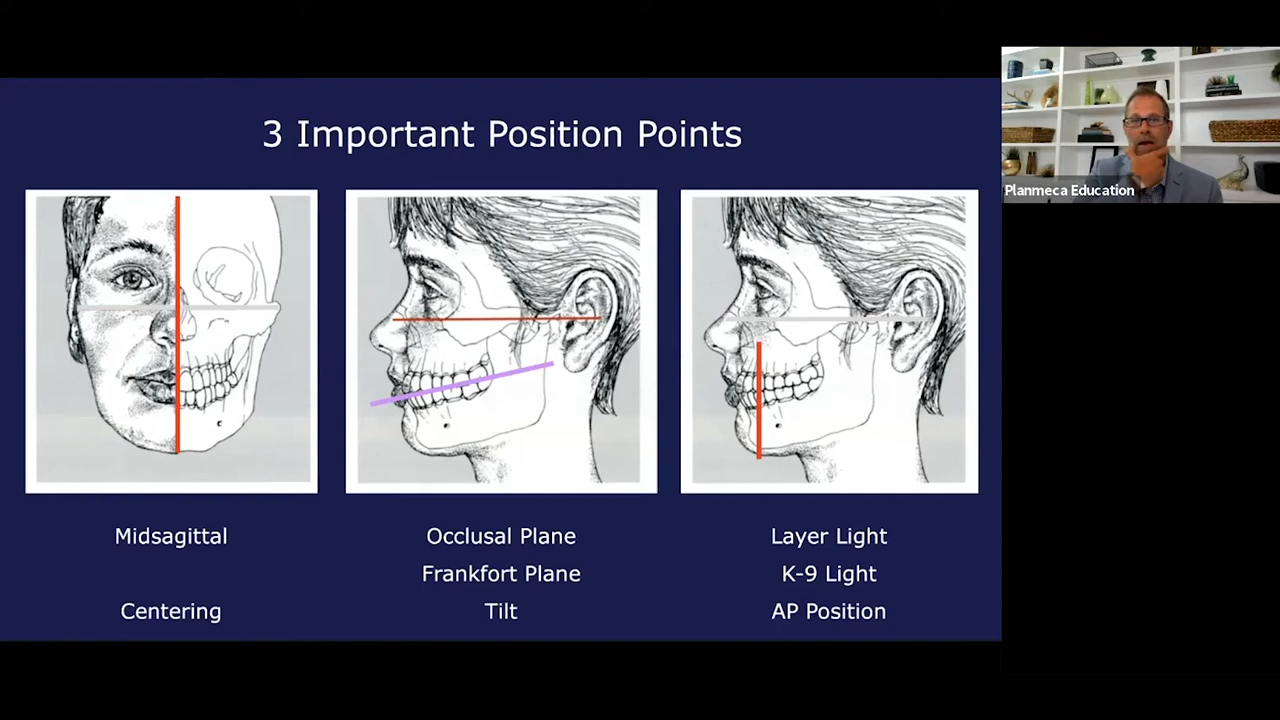 3 Important Position Points
Midsagittal
Centering
Occlusal Plane
Frankfort Plane
Tilt
Layer Light
K-9 Light
AP Position
Planmeca Education